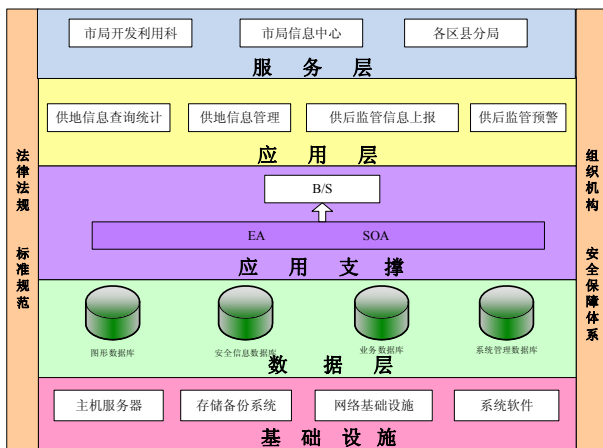 市局开发利用科
市局信息中心
各区县分局
服务层
供地信息查询统计
供地信息管理
供后监管信息上报
供后监管预警
应用层
B/S
EA
SOA
应用支撑
图形数据库
安全信息数据库
业务数据库
系统管理数据库
数据层
主机服务器
存储备份系统
网络基础设施
系统软件
基础设施
法律法规
标准规范
组织机构
安全保障体系